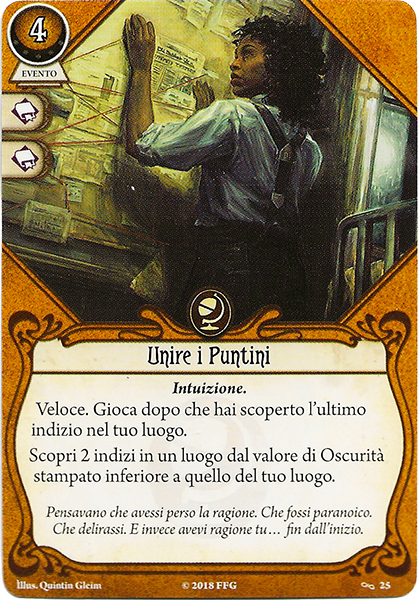 4
EVENTO
Unire i Puntini
Intuizione.
Veloce. Gioca dopo che hai scoperto l'ultimo
indizio nel tuo luogo.
Scopri 2 indizi in un luogo dal valore di Oscurità
stampato inferiore a quello del tuo luogo.
Pensavano che avessi perso la ragione. Che fossi paranoico.
Che delirassi. E invece avevi ragione tu… fin dall'inizio.
Illus. Quintin Gleim © 2018 FFG 25